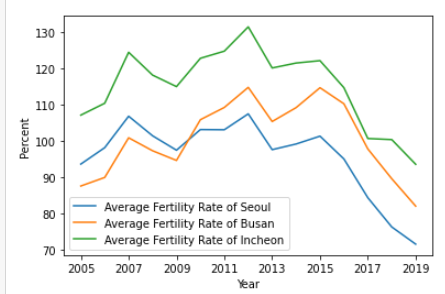 130
120
110
100
90
80
70
Percent
Average Fertility Rate of Seoul
Average Fertility Rate of Busan
Average Fertility Rate of Incheon
2005 2007 2009 2011 2013 2015 2017 2019
Year